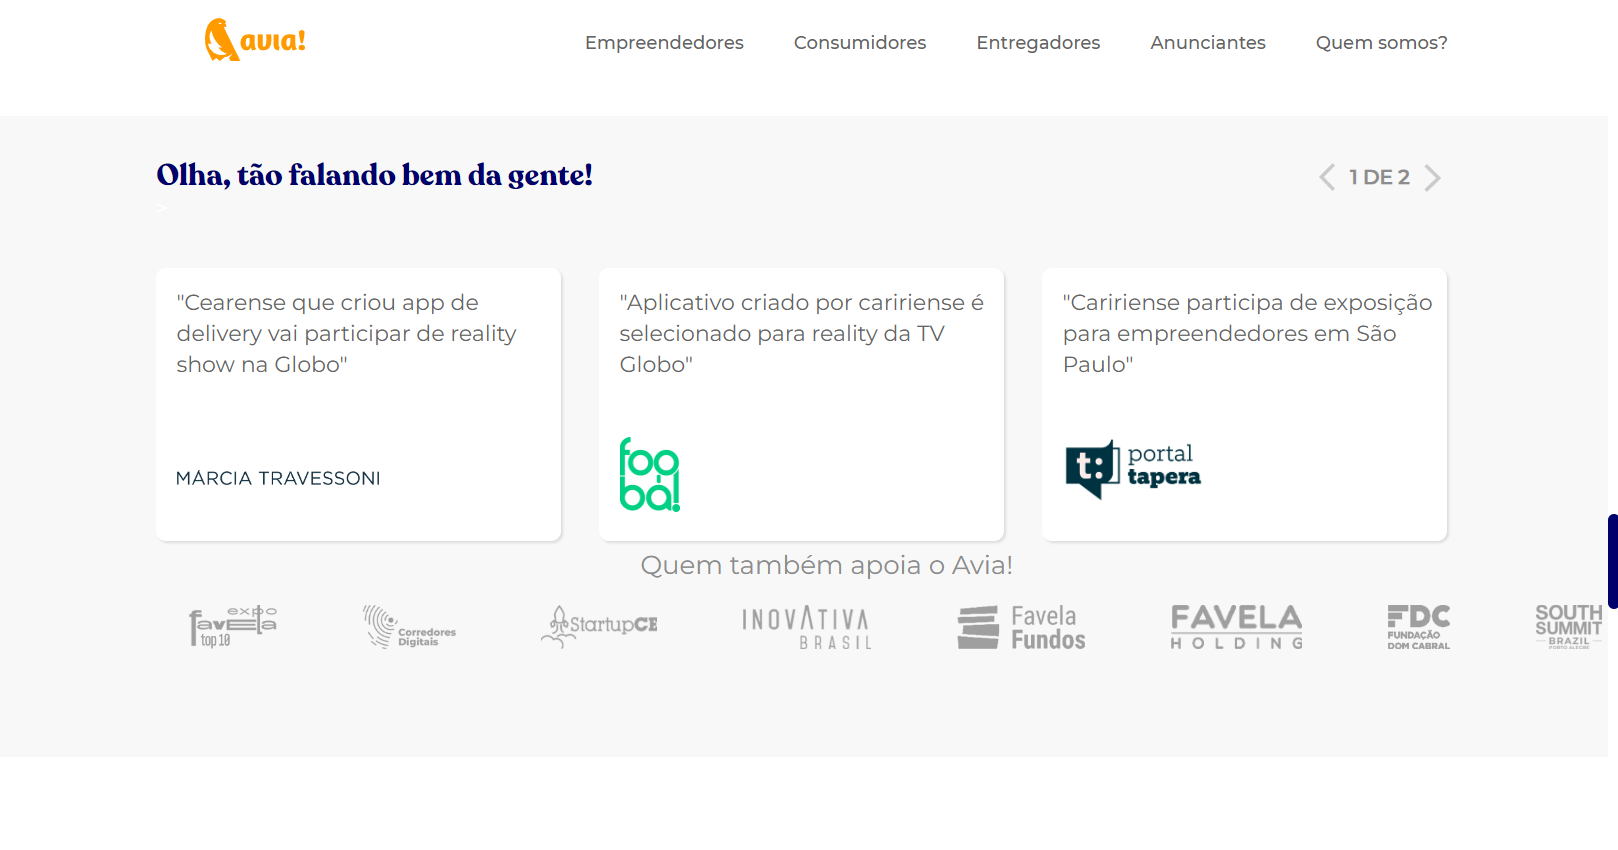 avia!
Empreendedores
Consumidores
Entregadores
Anunciantes
Quem somos?
Olha, tão falando bem da gente!
1 DE 2
>
"Cearense que criou app de
delivery vai participar de reality
show na Globo"
MÁRCIA TRAVESSONI
"Aplicativo criado por caririense é
selecionado para reality da TV
Globo"
foo
bá!
"Caririense participa de exposição
para empreendedores em São
Paulo"
t:
portal
tapera
Quem também apoia o Avia!
expo
favela
top 10
Corredores
Digitais
StartupCE
INOVATIVA
BRASIL
Favela
Fundos
FAVELA
HOLDING
FDC
FUNDAÇÃO
DOM CABRAL
SOUTH
SUMMIT
BRAZIL
PORTO ALEGRE